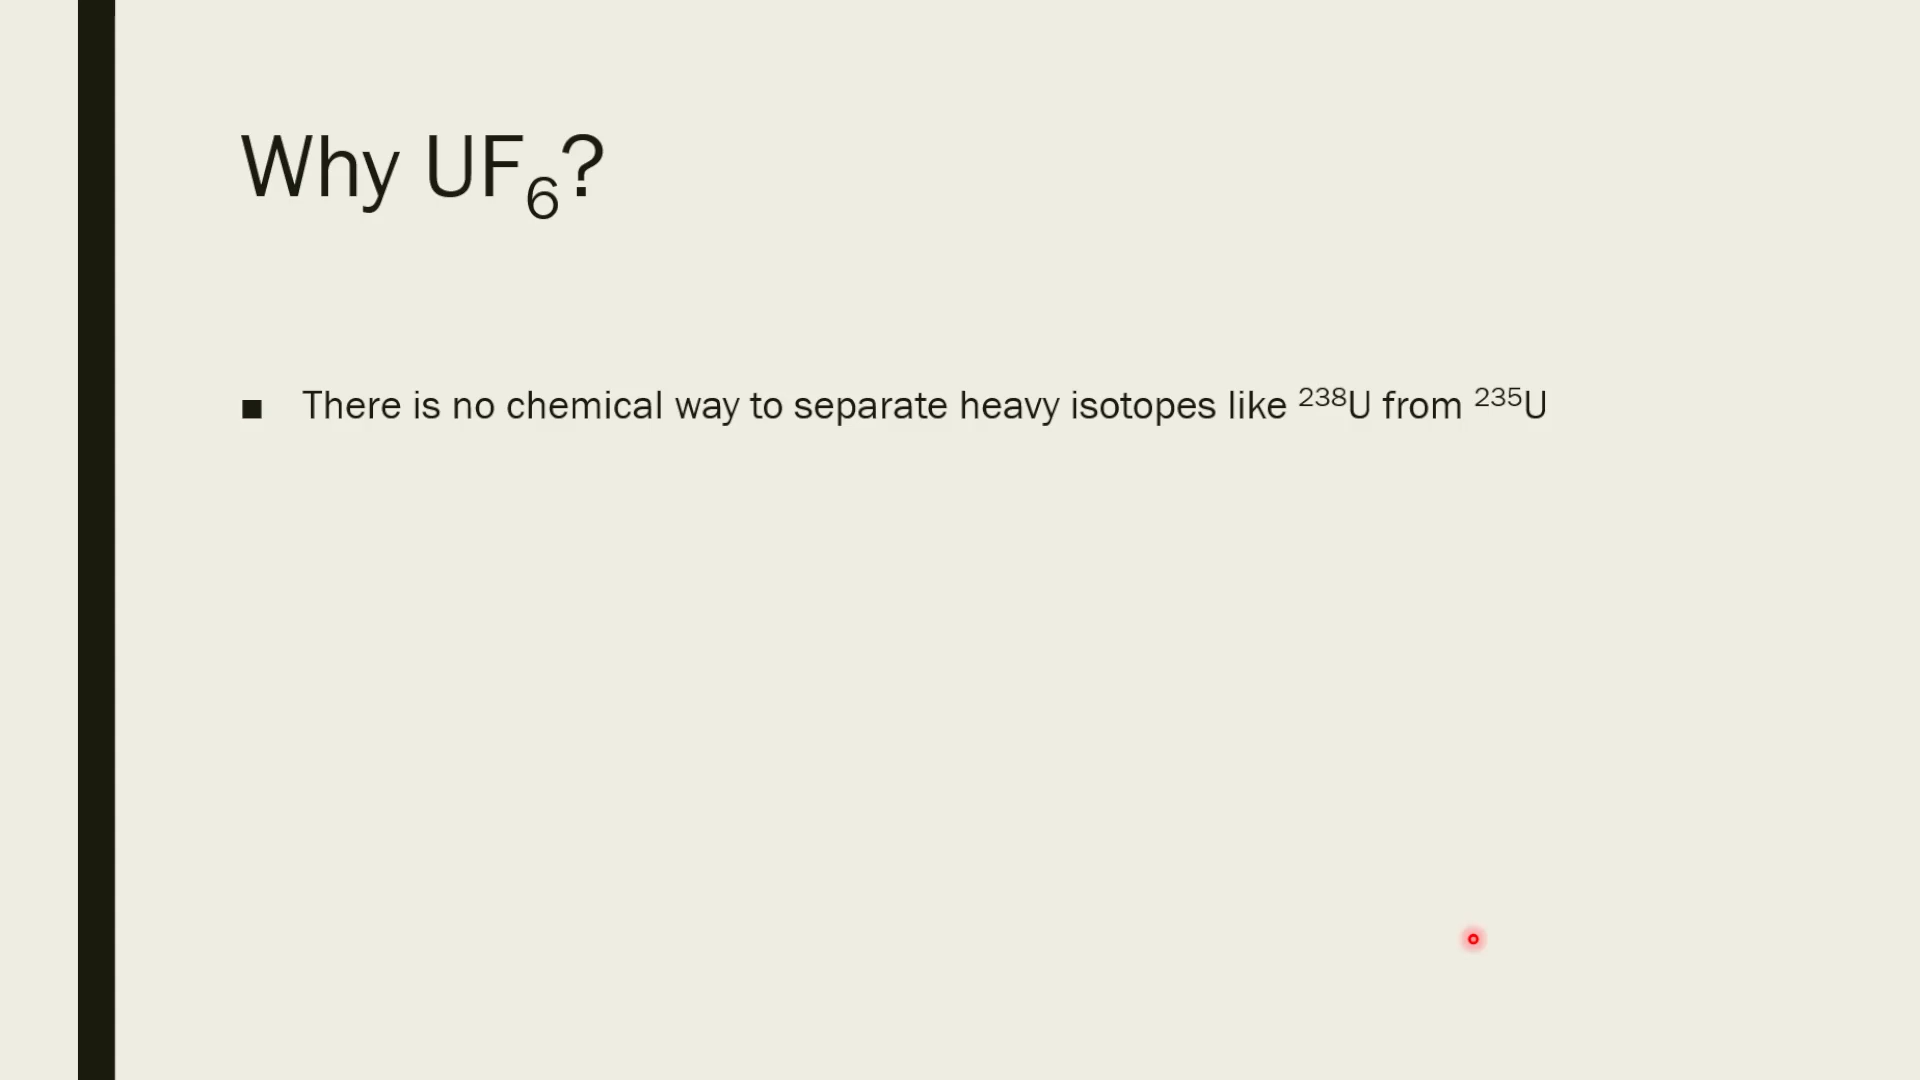 Why UF₆?
■ There is no chemical way to separate heavy isotopes like ²³⁸U from ²³⁵U